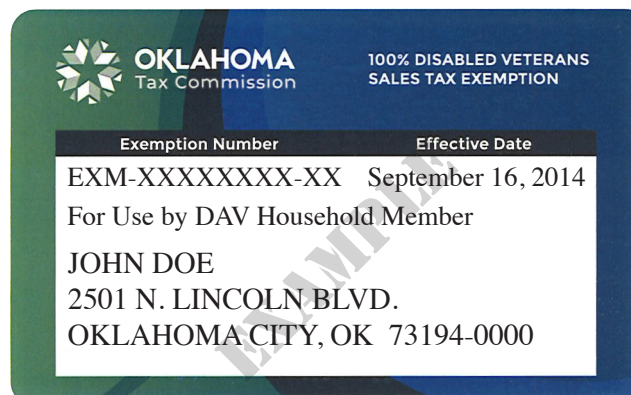 OKLAHOMA
Tax Commission
100% DISABLED VETERANS
SALES TAX EXEMPTION
Exemption Number Effective Date
EXM-XXXXXXXX-XX September 16, 2014
For Use by DAV Household Member
JOHN DOE
2501 N. LINCOLN BLVD.
OKLAHOMA CITY, OK 73194-0000
EXAMPLE